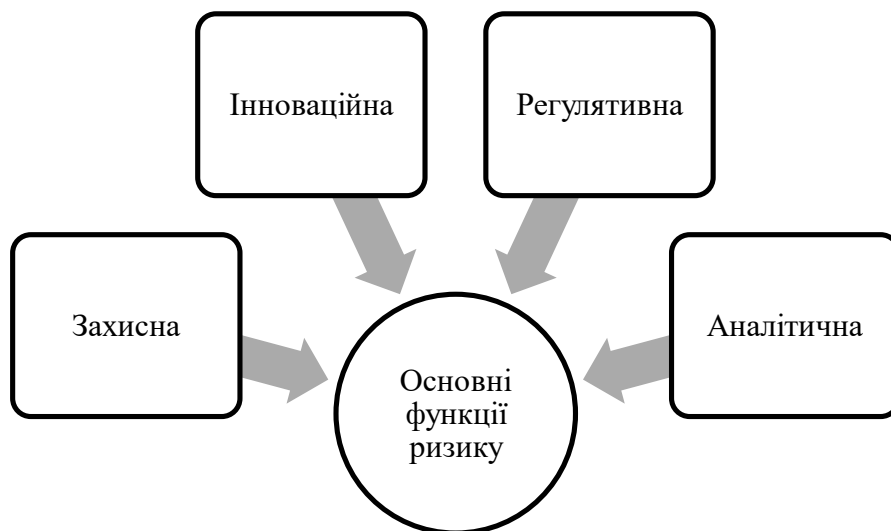 Інноваційна
Регулятивна
Захисна
Аналітична
Основні
функції
ризику